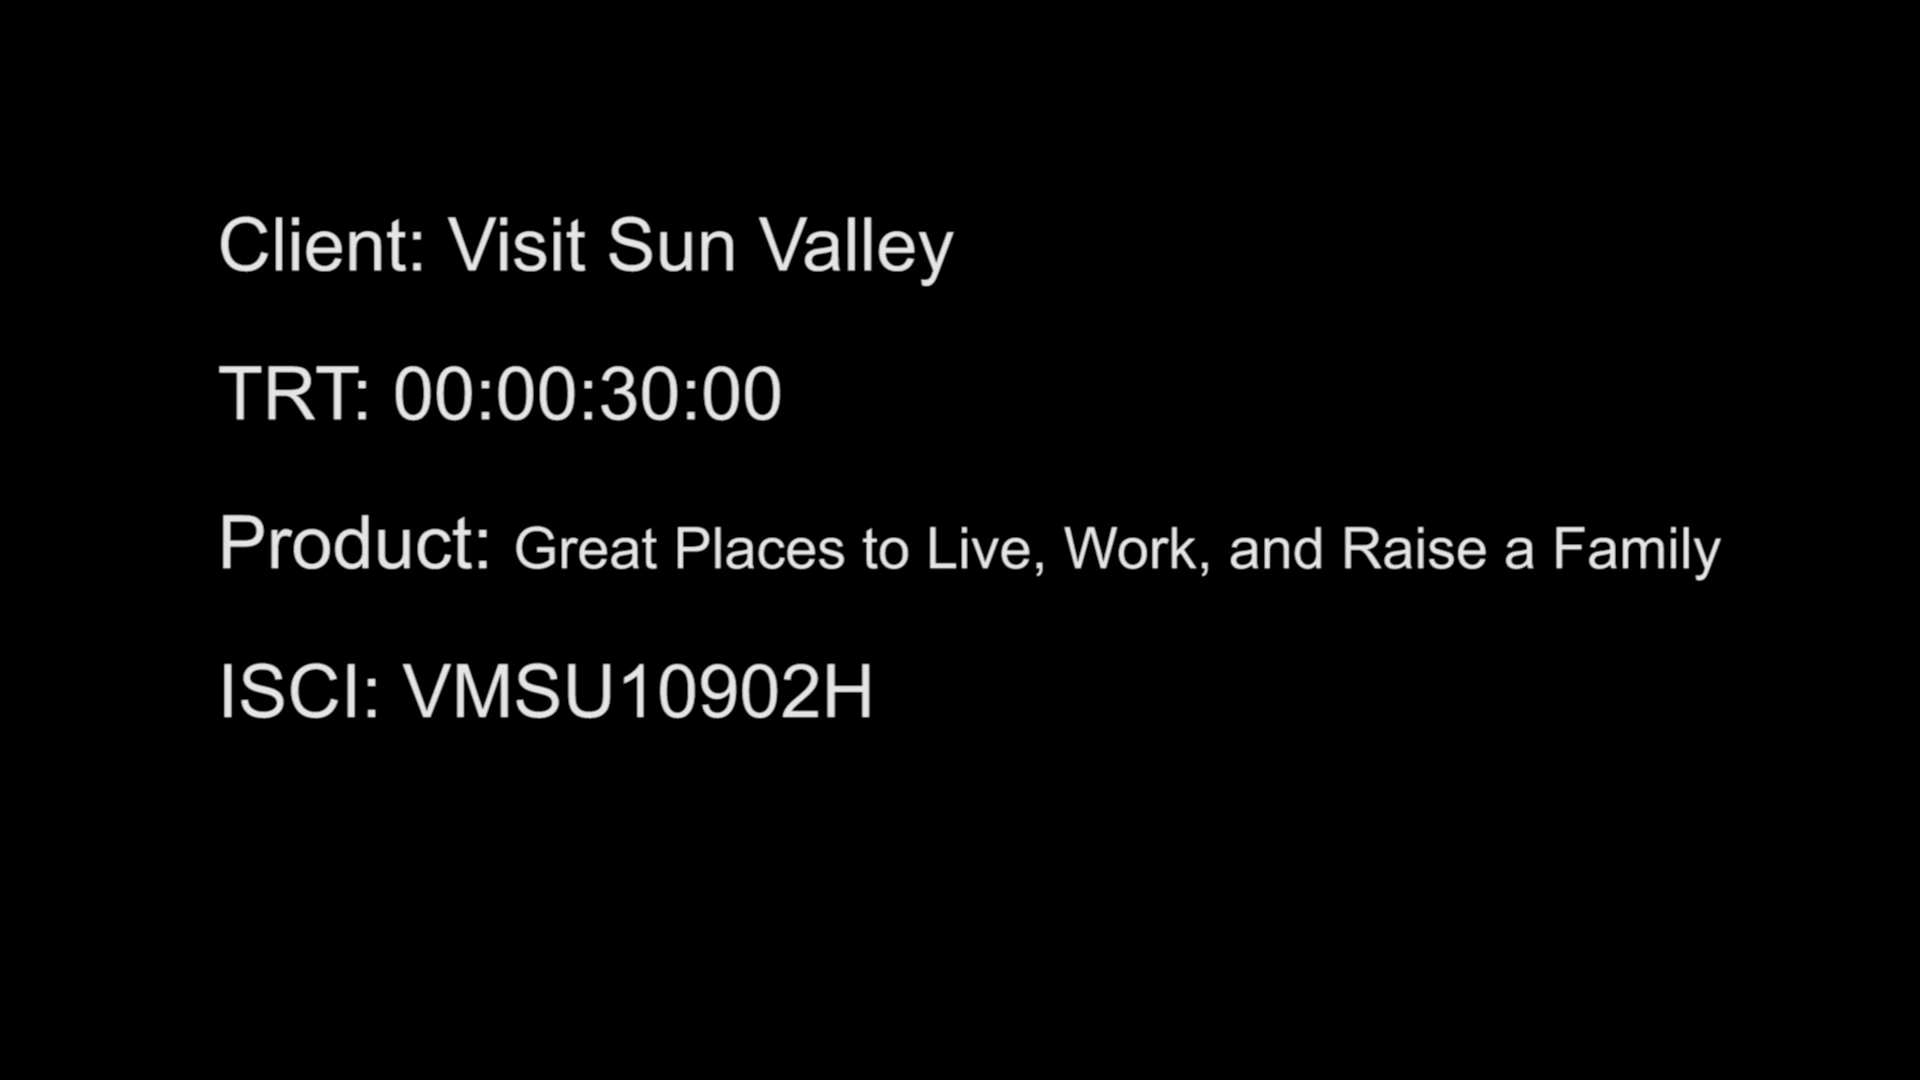 Client: Visit Sun Valley
TRT: 00:00:30:00
Product: Great Places to Live, Work, and Raise a Family
ISCI: VMSU10902H